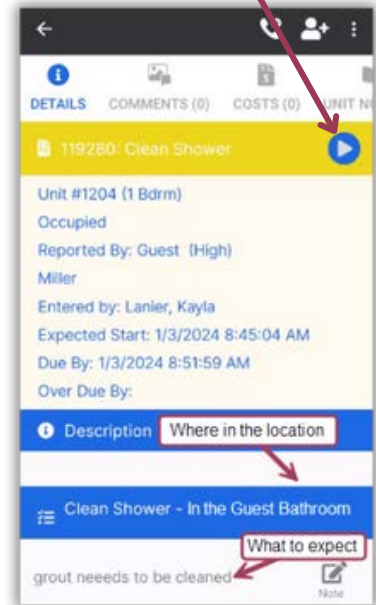 DETAILS COMMENTS (0) COSTS (0) UNIT NO
119280: Clean Shower
Unit #1204 (1 Bdrm)
Occupied
Reported By: Guest (High)
Miller
Entered by: Lanier, Kayla
Expected Start: 1/3/2024 8:45:04 AM
Due By: 1/3/2024 8:51:59 AM
Over Due By:
Description Where in the location
Clean Shower - In the Guest Bathroom
What to expect
grout neeeds to be cleaned
Note